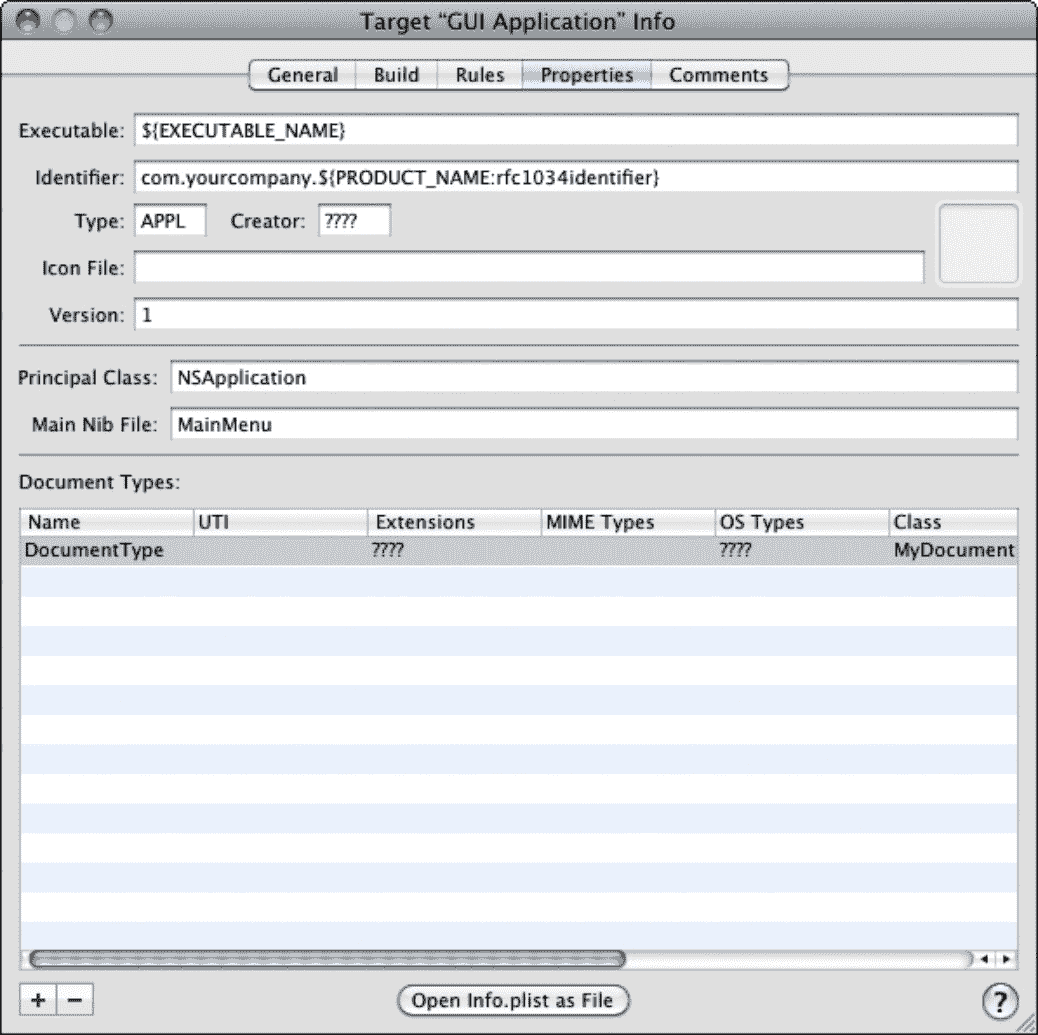 Target “GUI Application” Info
General Build Rules Properties Comments
Executable: ${EXECUTABLE_NAME}
Identifier: com.yourcompany.${PRODUCT_NAME:rfc1034identifier}
Type: APPL Creator: ????
Icon File:
Version: 1
Principal Class: NSApplication
Main Nib File: MainMenu
Document Types:
Name UTI Extensions MIME Types OS Types Class
DocumentType ???? ???? MyDocument
+ − Open Info.plist as File ?